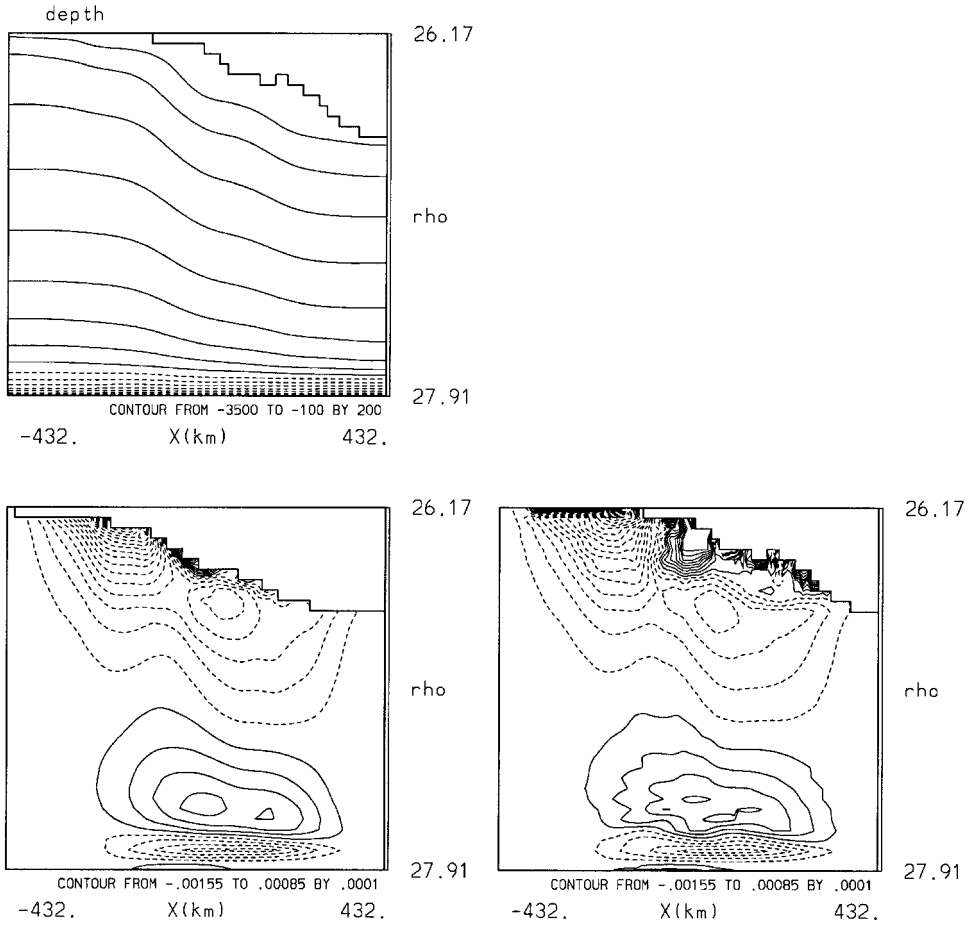 depth
26.17
rho
27.91
CONTOUR FROM -3500 TO -100 BY 200
-432. X(km) 432.
26.17
rho
27.91
CONTOUR FROM -.00155 TO .00085 BY .0001
-432. X(km) 432.
26.17
rho
27.91
CONTOUR FROM -.00155 TO .00085 BY .0001
-432. X(km) 432.